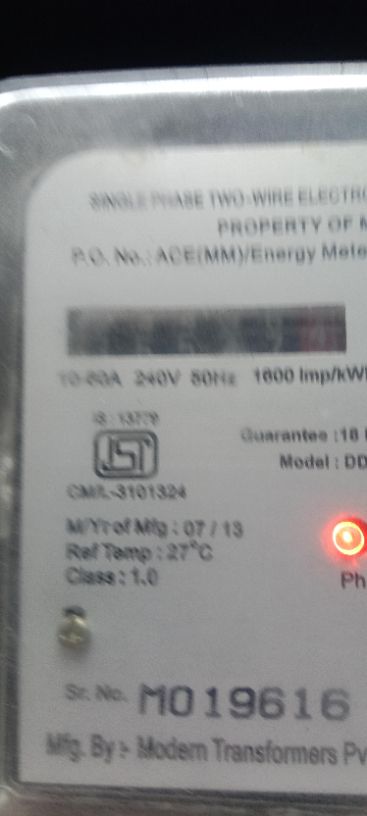 SINGLE PHASE TWO-WIRE ELECTRO
PROPERTY OF M
P.O. No.: ACE(MM)/Energy Mete
10-60A 240V 50Hz 1600 Imp/kW
IS : 13779
ISI
Guarantee :18
CM/L-3101324
Model : DD
M/Yr of Mfg : 07 / 13
Ref Temp : 27°C
Class : 1.0
Ph
Sr. No. M019616
Mfg. By :- Modern Transformers Pv